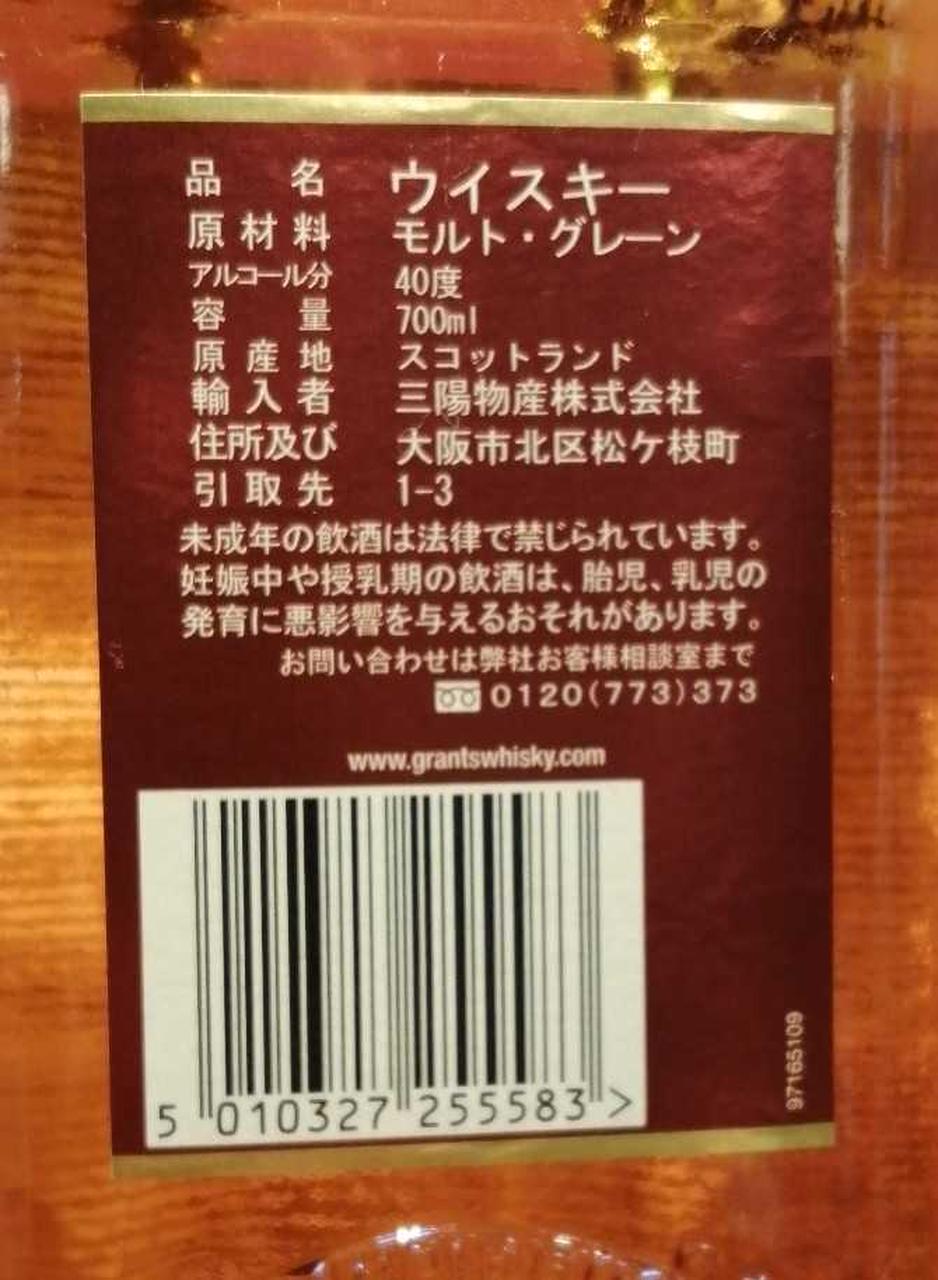 品名 ウイスキー
原材料 モルト・グレーン
アルコール分 40度
容量 700ml
原産地 スコットランド
輸入者 三陽物産株式会社
住所及び 大阪市北区松ケ枝町
引取先 1-3
未成年の飲酒は法律で禁じられています。
妊娠中や授乳期の飲酒は、胎児、乳児の
発育に悪影響を与えるおそれがあります。
お問い合わせは弊社お客様相談室まで
0120(773)373
www.grantswhisky.com
5 010327 255583 >
97165109